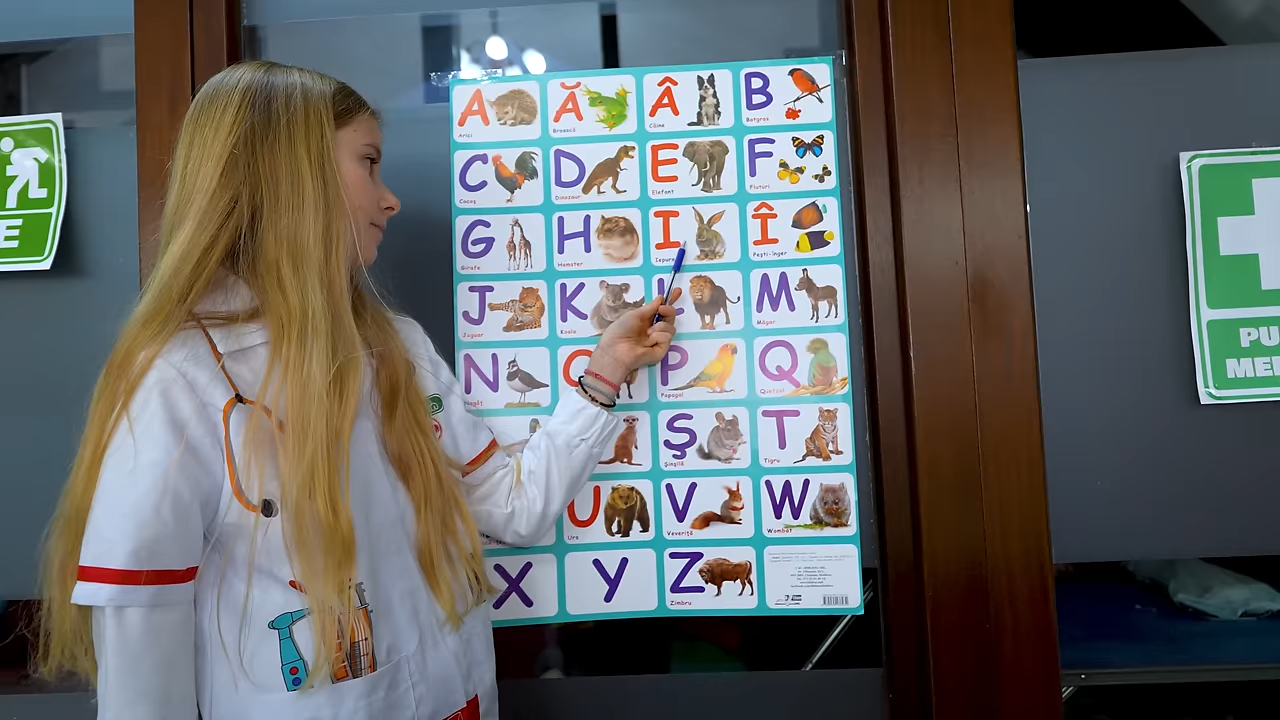 E
A
Arici
Ă
Broască
Â
Câine
B
Botgros
C
Cocoș
D
Dinozaur
E
Elefant
F
Fluturi
G
Girafe
H
Hamster
I
Iepure
Î
Pești-înger
J
Jaguar
K
Koala
L
M
Măgar
N
Nagâț
O
P
Papagal
Q
Quetzal
Ș
Șinșilă
T
Tigru
U
Urs
V
Veveriță
W
Wombat
X
Y
Z
Zimbru
PU
ME